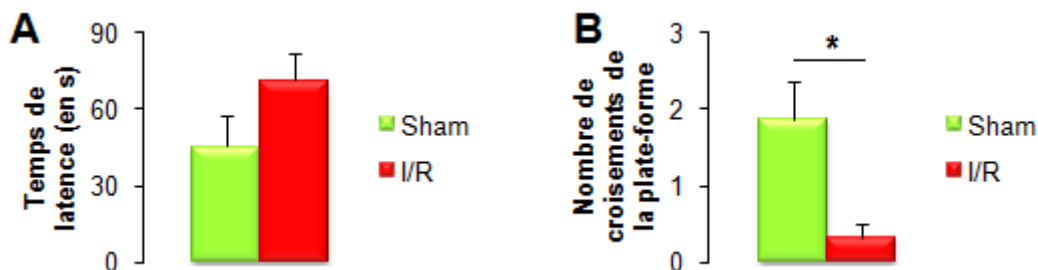 A
Temps de
latence (en s)
90
60
30
0
Sham
I/R
B
Nombre de
croisements de
la plate-forme
3
2
1
0
*
Sham
I/R